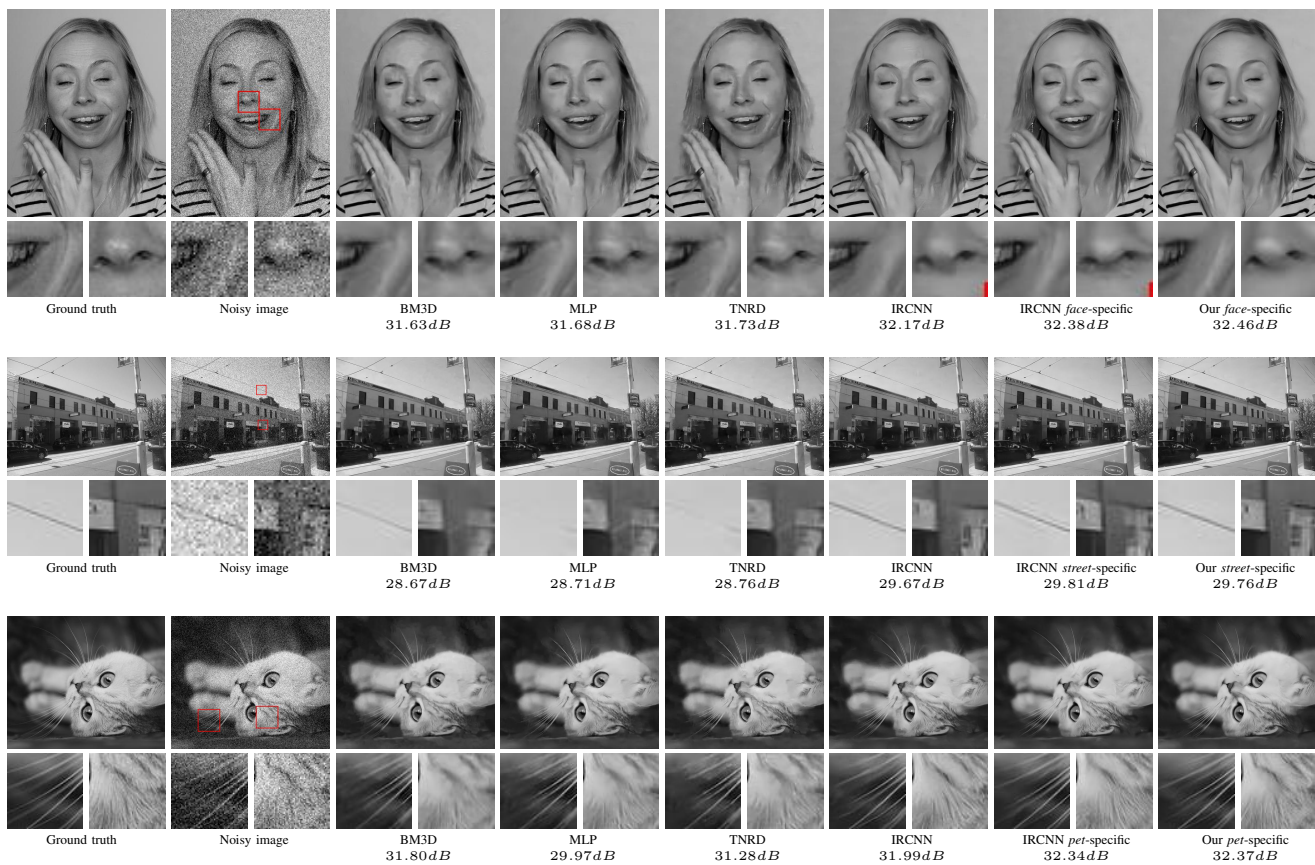 Ground truth Noisy image BM3D MLP TNRD IRCNN IRCNN face-specific Our face-specific
31.63dB 31.68dB 31.73dB 32.17dB 32.38dB 32.46dB
Ground truth Noisy image BM3D MLP TNRD IRCNN IRCNN street-specific Our street-specific
28.67dB 28.71dB 28.76dB 29.67dB 29.81dB 29.76dB
Ground truth Noisy image BM3D MLP TNRD IRCNN IRCNN pet-specific Our pet-specific
31.80dB 29.97dB 31.28dB 31.99dB 32.34dB 32.37dB